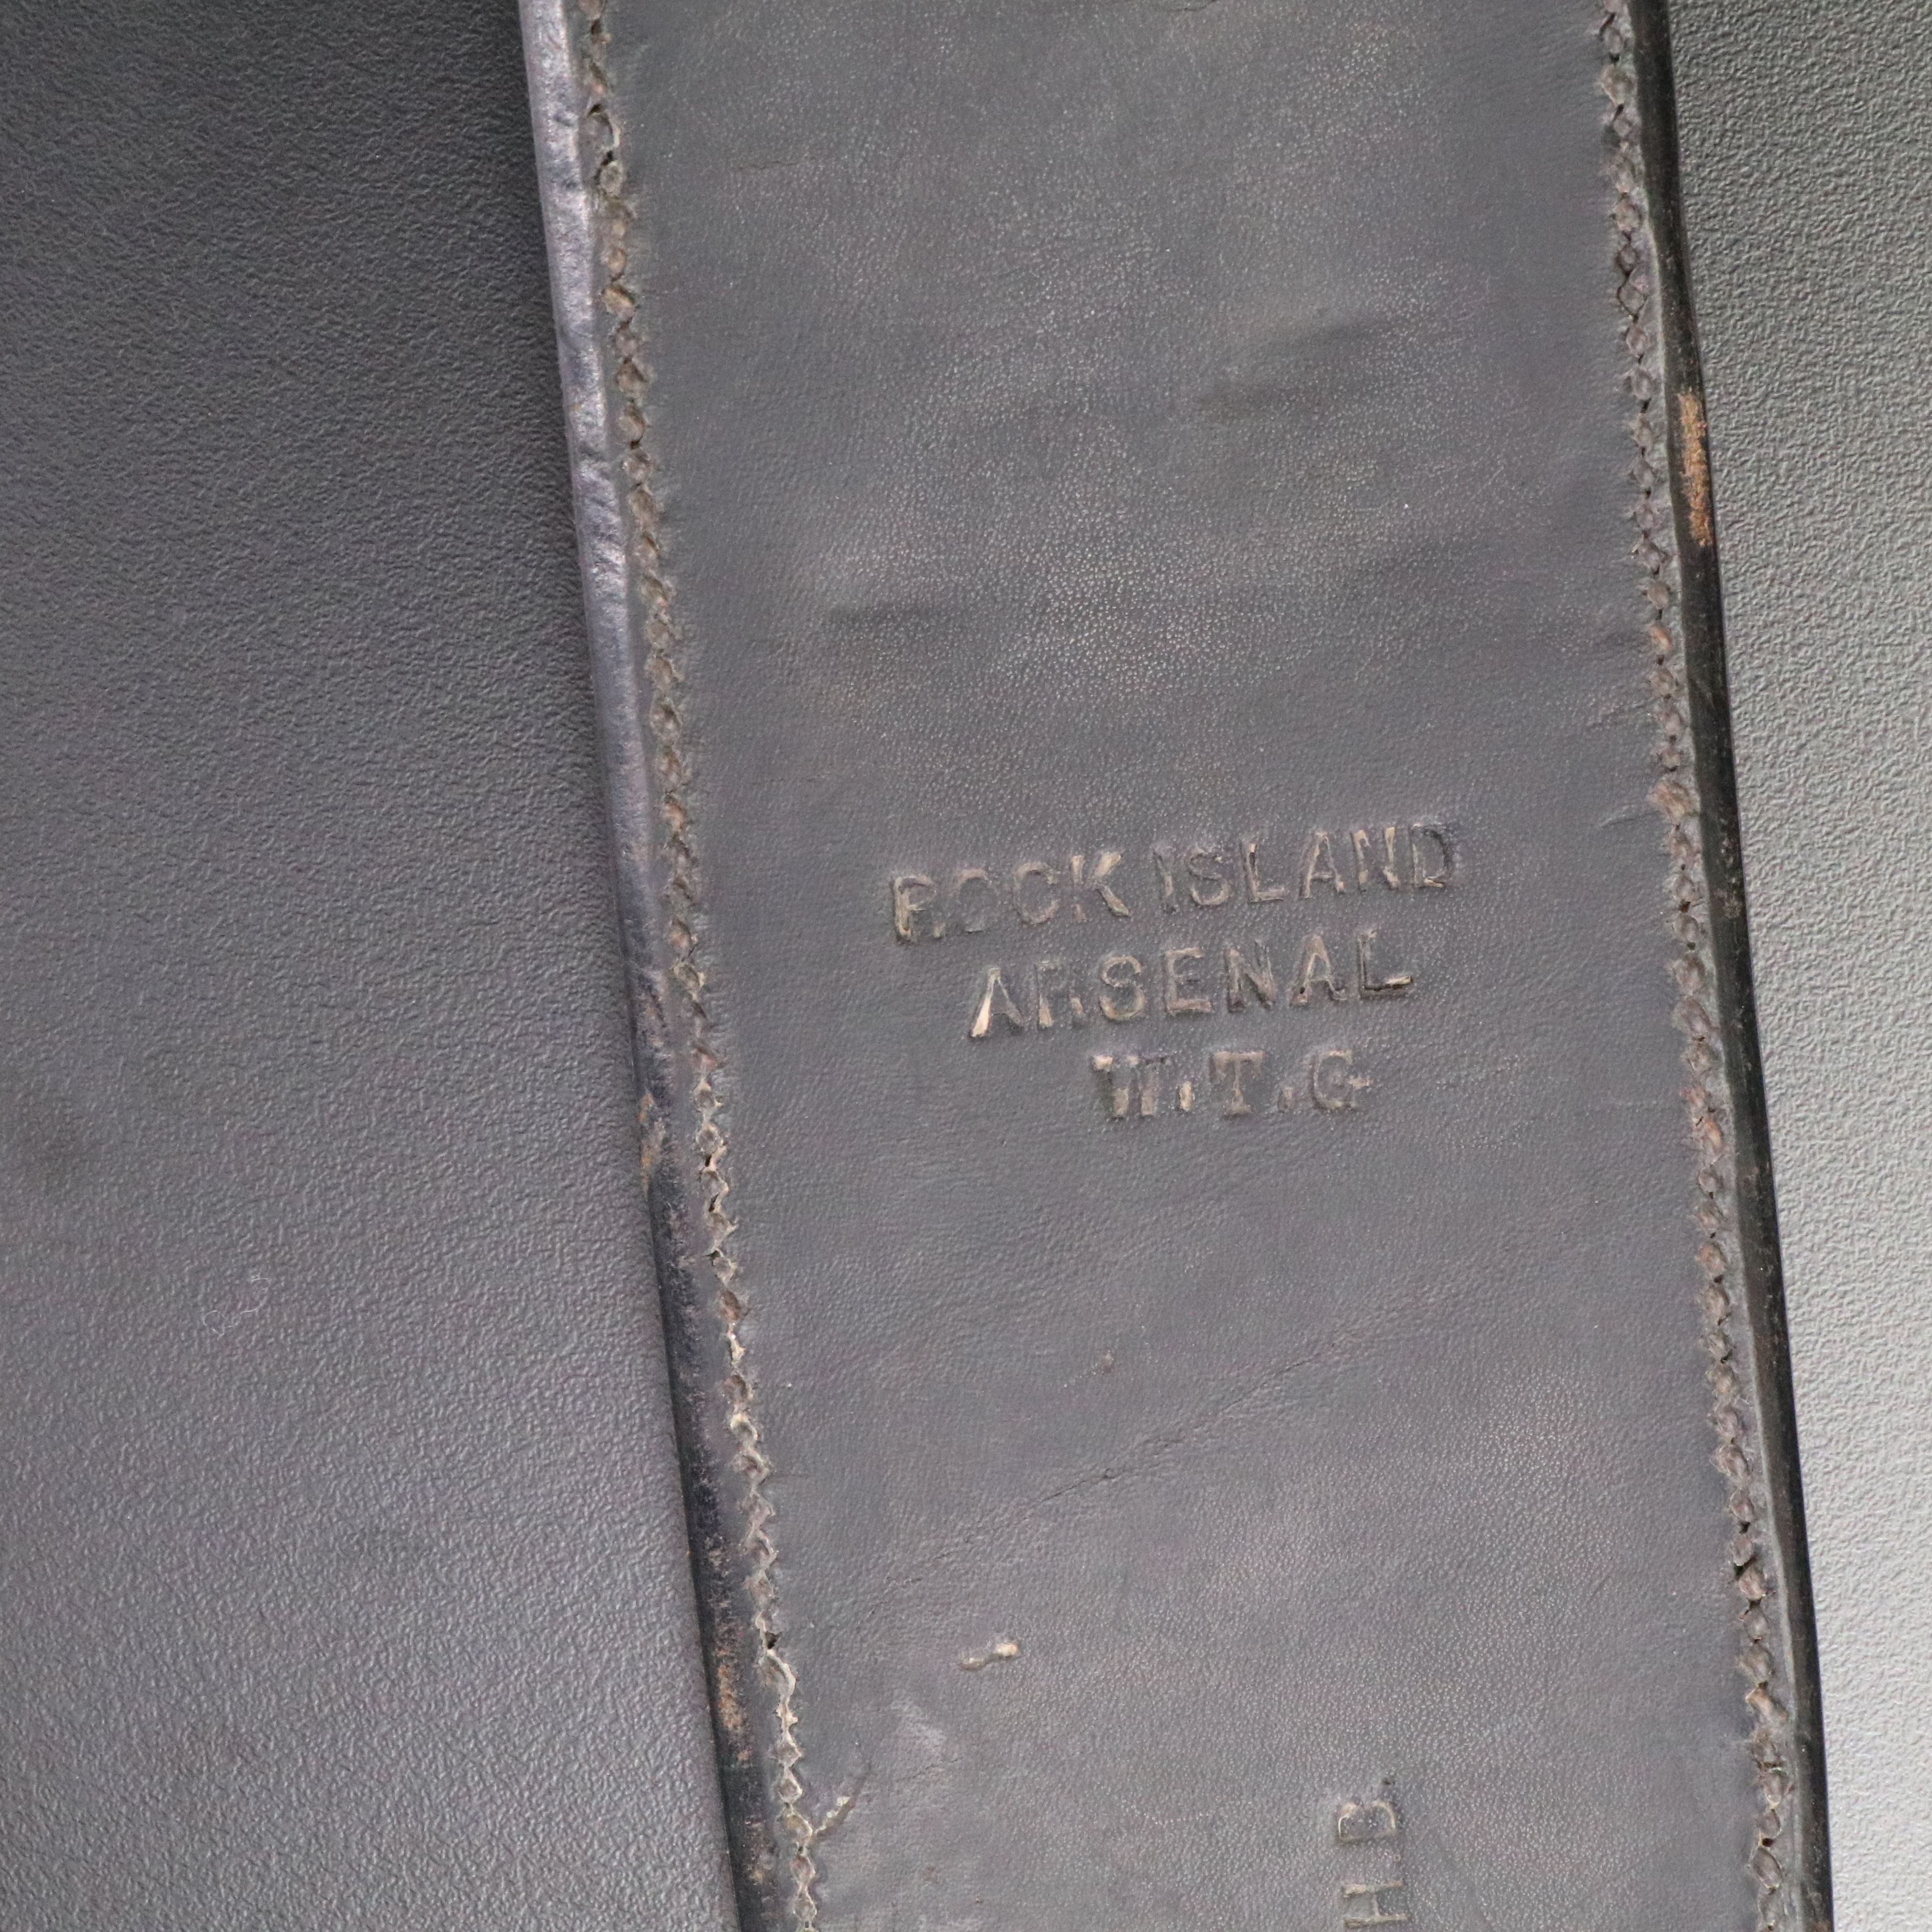 ROCK ISLAND
ARSENAL
W.T.G
H.B.